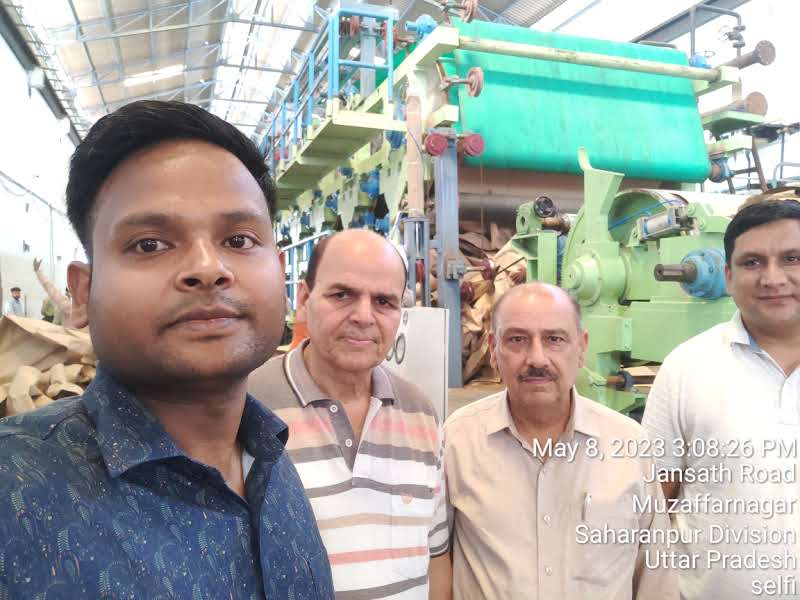 May 8, 2023 3:08:26 PM
Jansath Road
Muzaffarnagar
Saharanpur Division
Uttar Pradesh
selfi